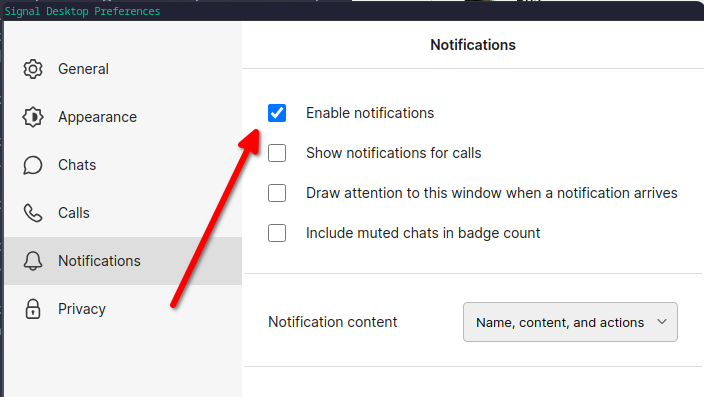 Signal Desktop Preferences
Notifications
General
Appearance
Chats
Calls
Notifications
Privacy
Enable notifications
Show notifications for calls
Draw attention to this window when a notification arrives
Include muted chats in badge count
Notification content
Name, content, and actions